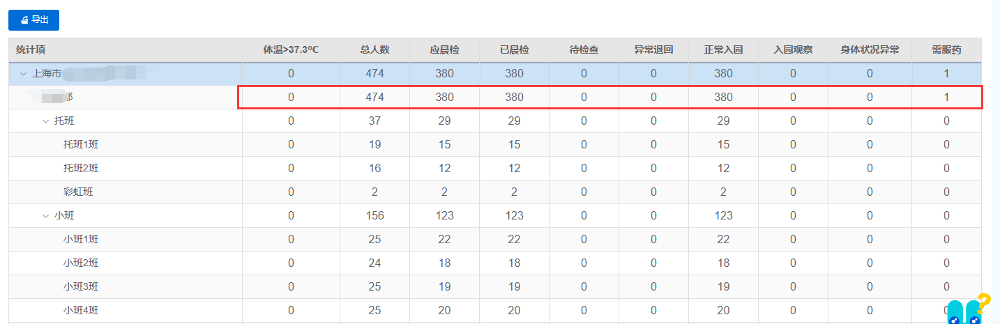 导出
统计项 体温>37.3℃ 总人数 应晨检 已晨检 待检查 异常退回 正常入园 入园观察 身体状况异常 需服药
上海市 0 474 380 380 0 0 380 0 0 1
0 474 380 380 0 0 380 0 0 1
托班 0 37 29 29 0 0 29 0 0 0
托班1班 0 19 15 15 0 0 15 0 0 0
托班2班 0 16 12 12 0 0 12 0 0 0
彩虹班 0 2 2 2 0 0 2 0 0 0
小班 0 156 123 123 0 0 123 0 0 0
小班1班 0 25 22 22 0 0 22 0 0 0
小班2班 0 24 18 18 0 0 18 0 0 0
小班3班 0 25 19 19 0 0 19 0 0 0
小班4班 0 25 20 20 0 0 20 0 0 0
?